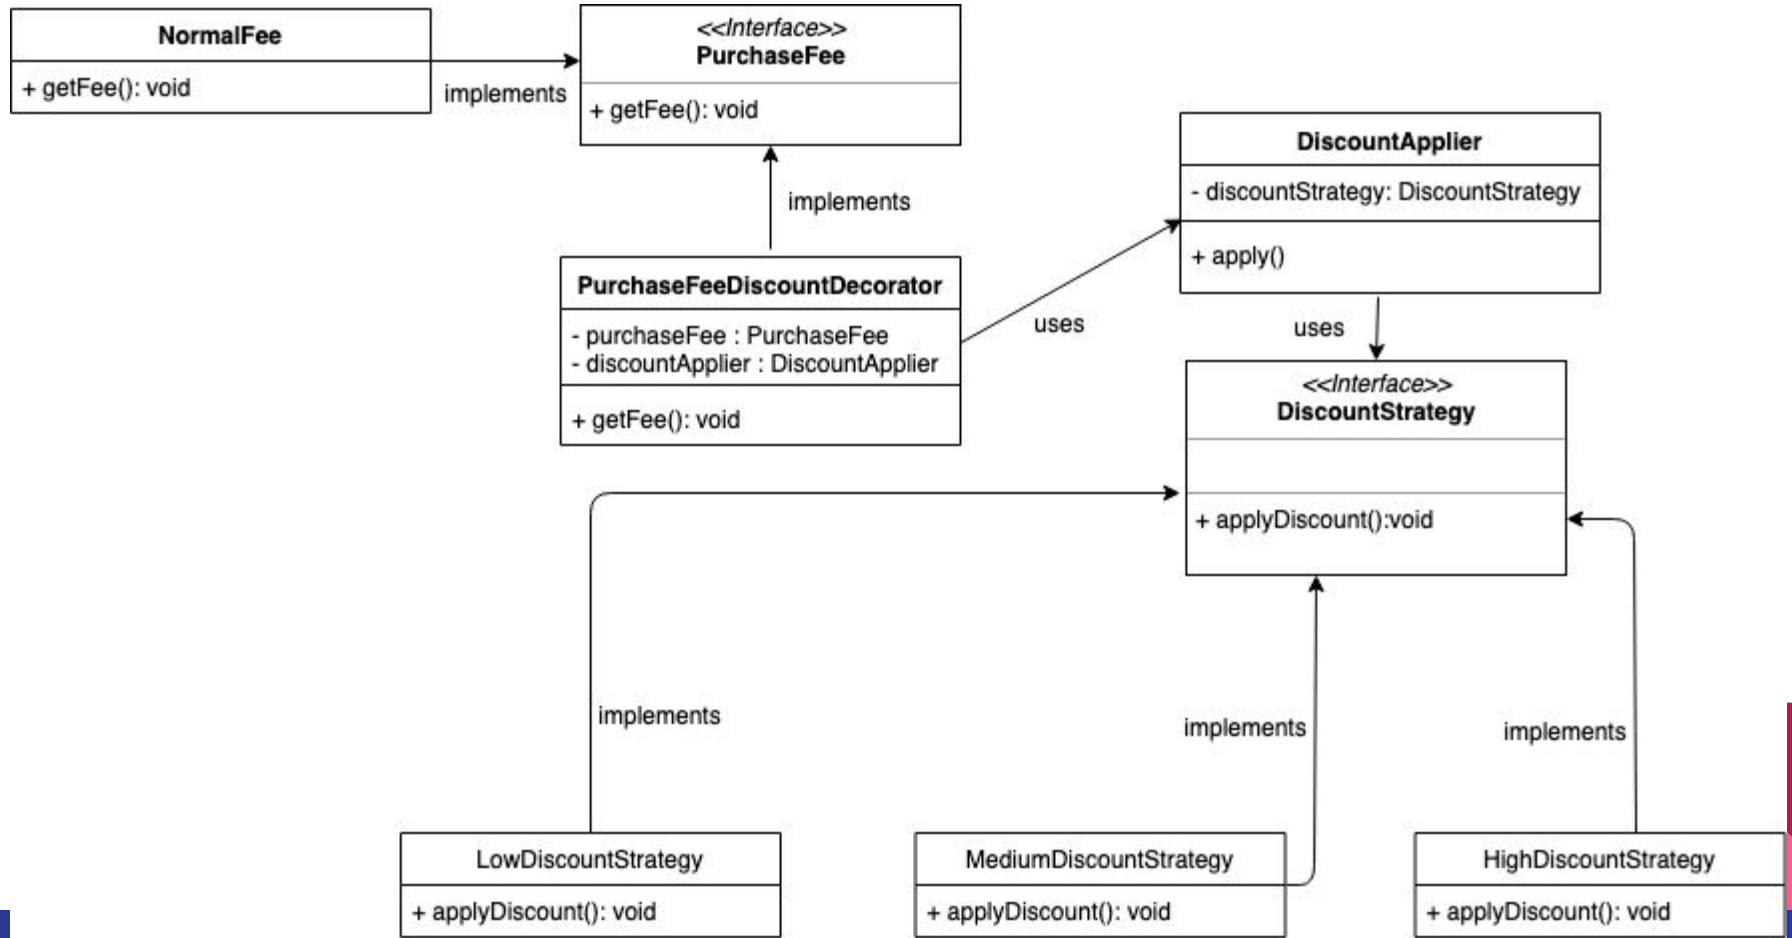 NormalFee
+ getFee(): void
implements
<<Interface>>
PurchaseFee
+ getFee(): void
implements
PurchaseFeeDiscountDecorator
- purchaseFee : PurchaseFee
- discountApplier : DiscountApplier
+ getFee(): void
uses
DiscountApplier
- discountStrategy: DiscountStrategy
+ apply()
uses
<<Interface>>
DiscountStrategy
+ applyDiscount():void
implements
implements
implements
LowDiscountStrategy
+ applyDiscount(): void
MediumDiscountStrategy
+ applyDiscount(): void
HighDiscountStrategy
+ applyDiscount(): void